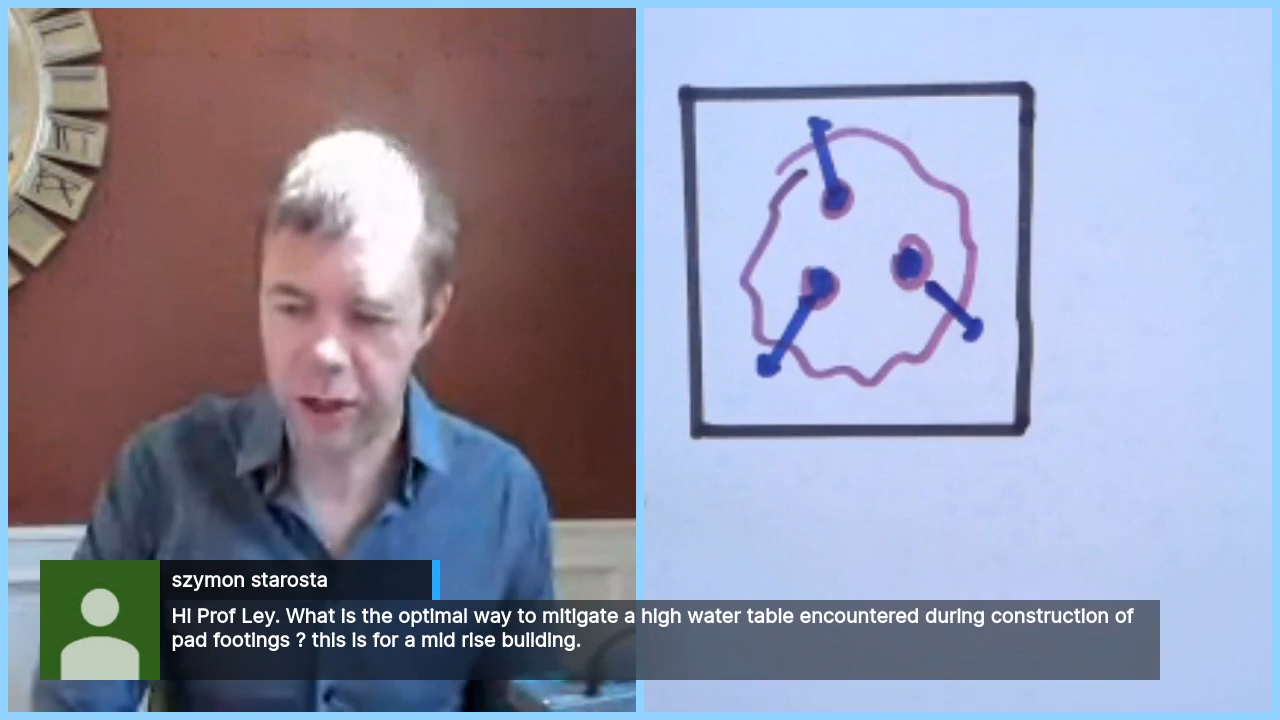 szymon starosta
Hi Prof Ley. What is the optimal way to mitigate a high water table encountered during construction of
pad footings ? this is for a mid rise building.